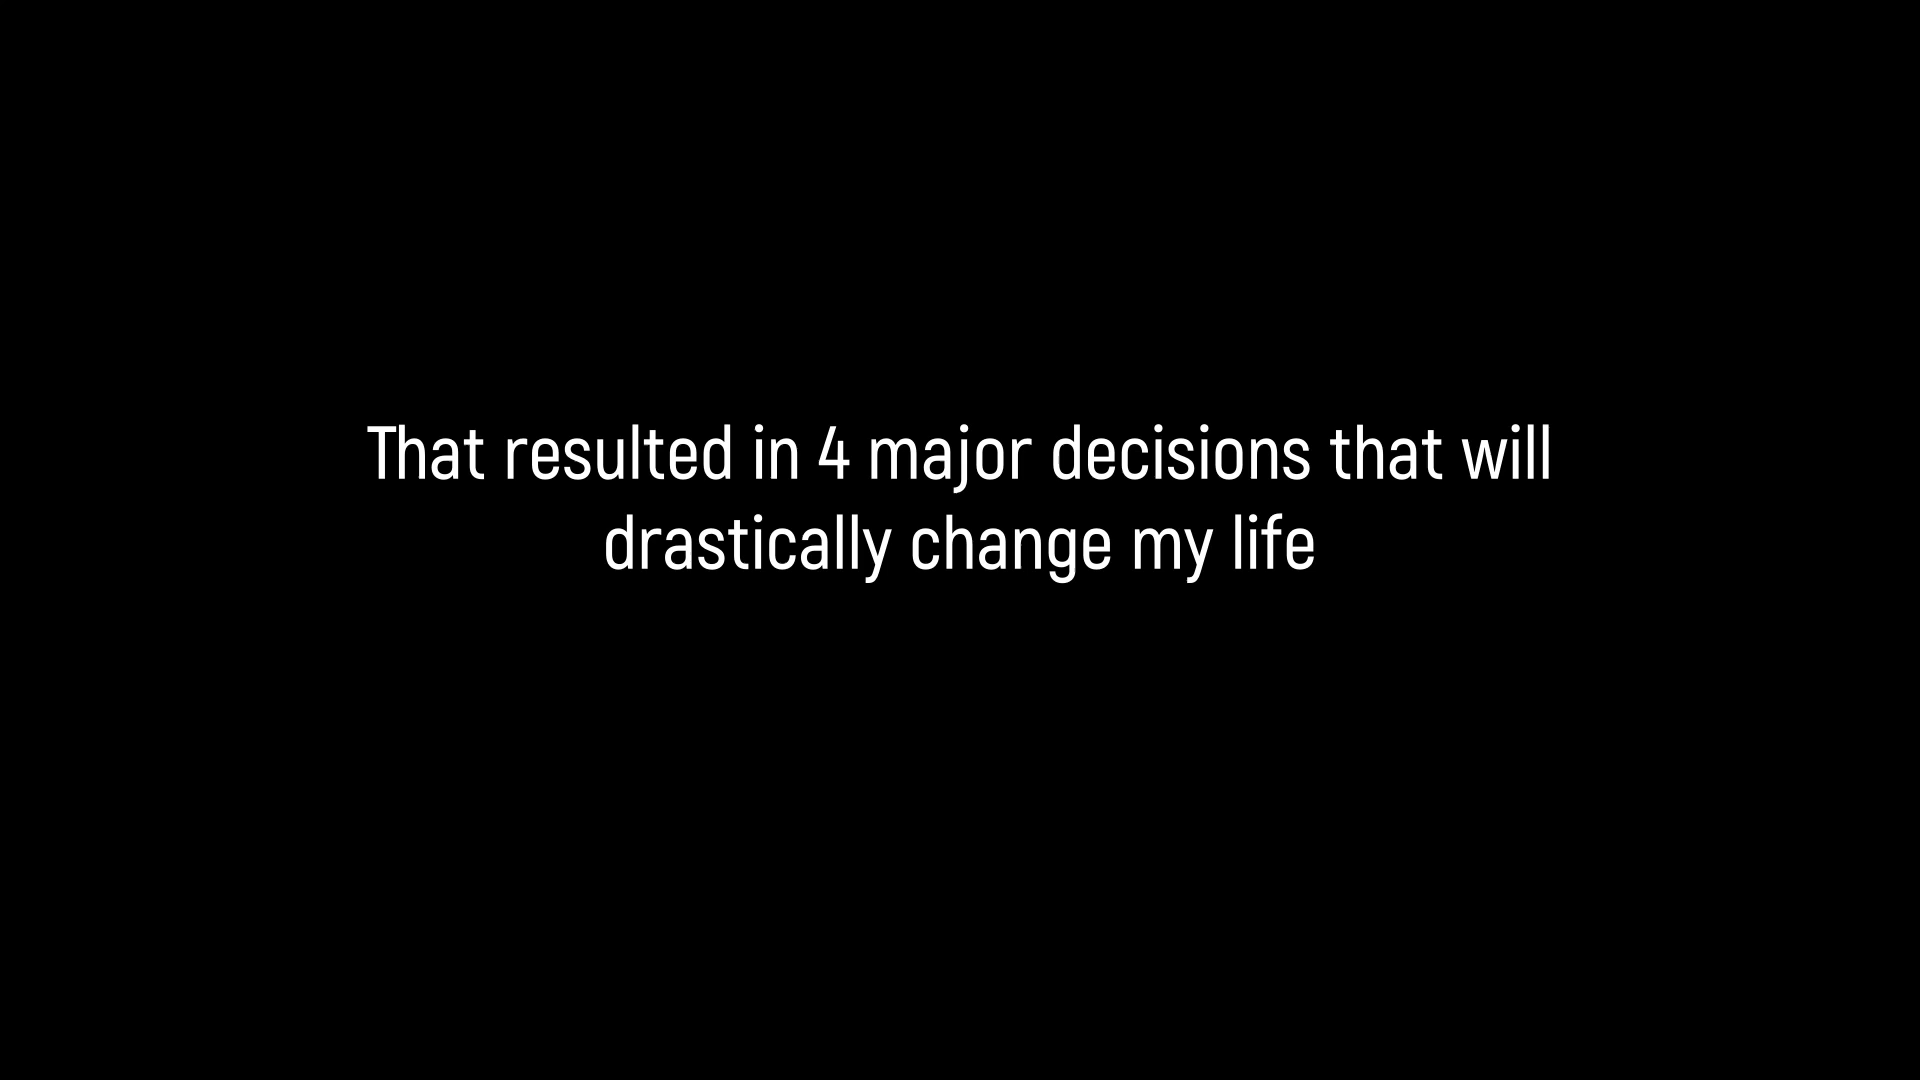 That resulted in 4 major decisions that will
drastically change my life